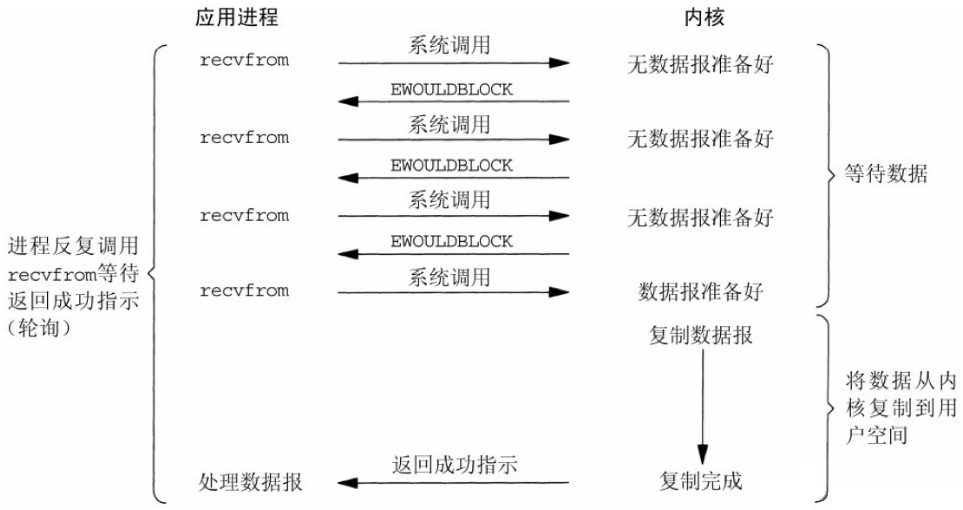 应用进程
内核
recvfrom
系统调用
无数据报准备好
EWOULDBLOCK
recvfrom
系统调用
无数据报准备好
EWOULDBLOCK
recvfrom
系统调用
无数据报准备好
EWOULDBLOCK
recvfrom
系统调用
数据报准备好
等待数据
进程反复调用
recvfrom等待
返回成功指示
（轮询）
复制数据报
将数据从内
核复制到用
户空间
处理数据报
返回成功指示
复制完成